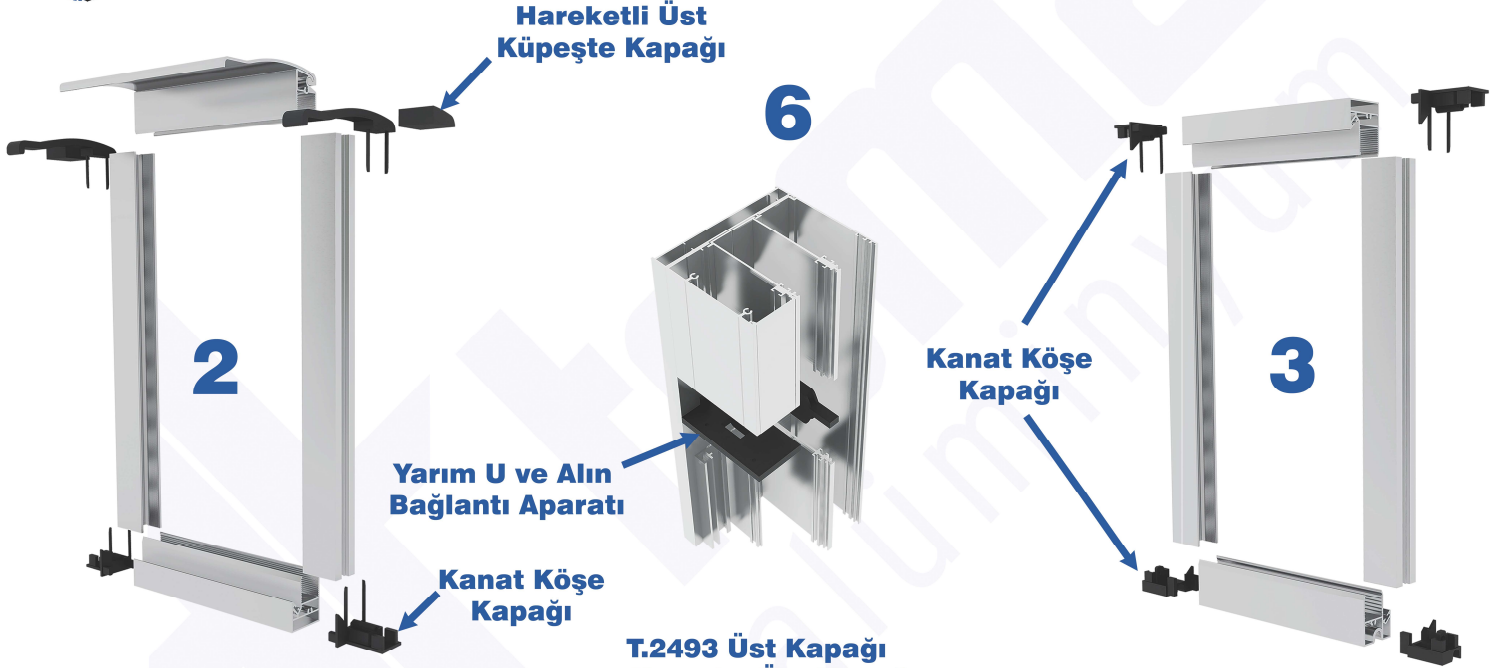 Hareketli Üst
Küpeşte Kapağı
6
2
3
Kanat Köşe
Kapağı
Yarım U ve Alın
Bağlantı Aparatı
Kanat Köşe
Kapağı
T.2493 Üst Kapağı